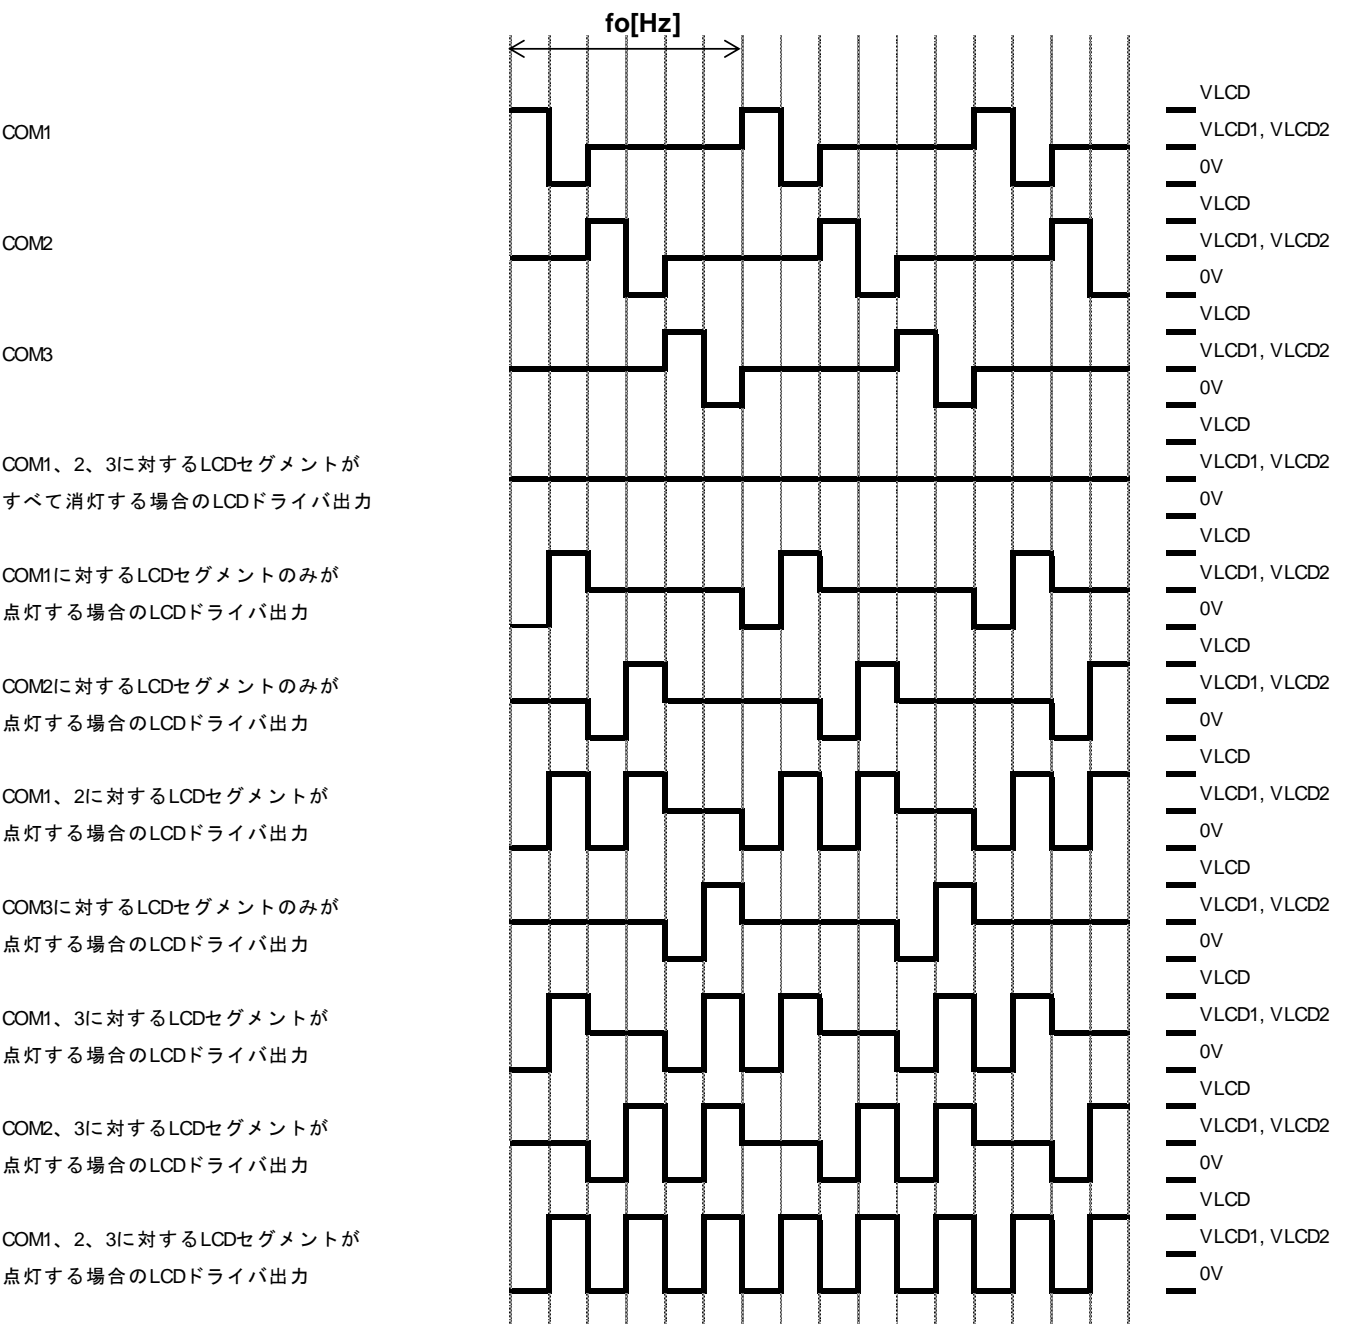 fo[Hz]
VLCD
COM1
VLCD1, VLCD2
0V
VLCD
COM2
VLCD1, VLCD2
0V
VLCD
COM3
VLCD1, VLCD2
0V
VLCD
COM1、2、3に対するLCDセグメントが
すべて消灯する場合のLCDドライバ出力
VLCD1, VLCD2
0V
VLCD
COM1に対するLCDセグメントのみが
点灯する場合のLCDドライバ出力
VLCD1, VLCD2
0V
VLCD
COM2に対するLCDセグメントのみが
点灯する場合のLCDドライバ出力
VLCD1, VLCD2
0V
VLCD
COM1、2に対するLCDセグメントが
点灯する場合のLCDドライバ出力
VLCD1, VLCD2
0V
VLCD
COM3に対するLCDセグメントのみが
点灯する場合のLCDドライバ出力
VLCD1, VLCD2
0V
VLCD
COM1、3に対するLCDセグメントが
点灯する場合のLCDドライバ出力
VLCD1, VLCD2
0V
VLCD
COM2、3に対するLCDセグメントが
点灯する場合のLCDドライバ出力
VLCD1, VLCD2
0V
VLCD
COM1、2、3に対するLCDセグメントが
点灯する場合のLCDドライバ出力
VLCD1, VLCD2
0V